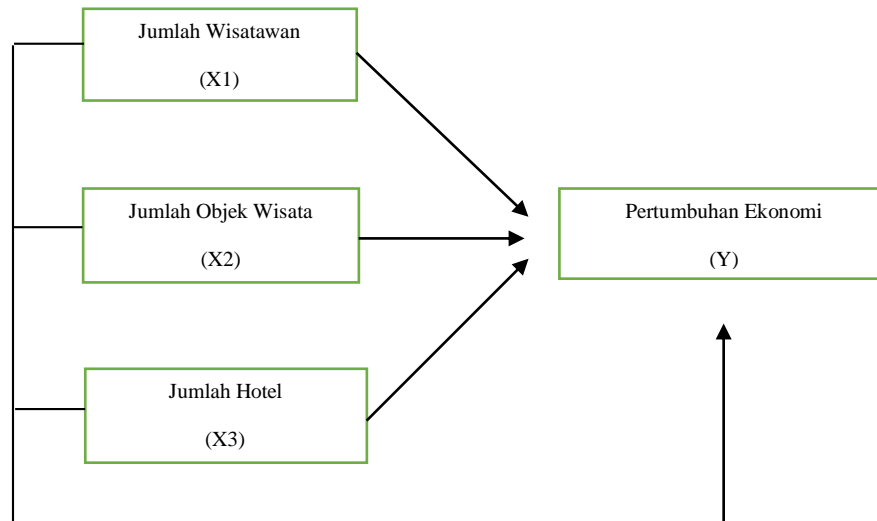 Jumlah Wisatawan
(X1)
Jumlah Objek Wisata
(X2)
Pertumbuhan Ekonomi
(Y)
Jumlah Hotel
(X3)